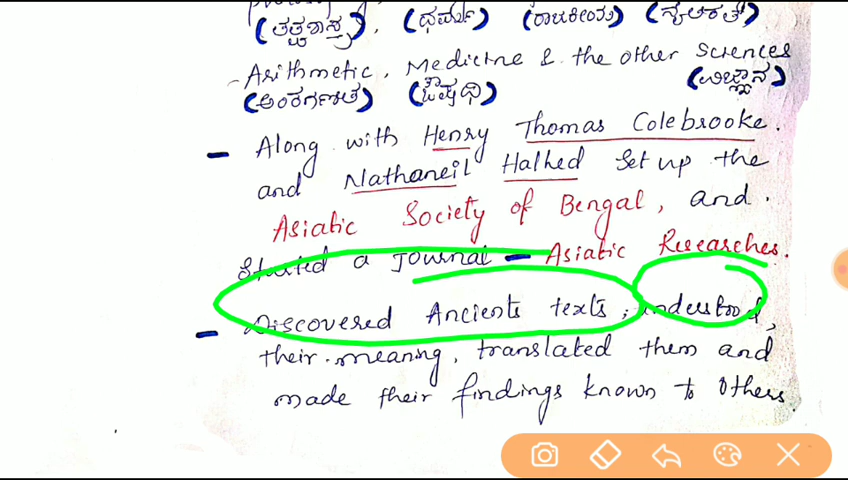 (ತತ್ವಶಾಸ್ತ್ರ), (ಧರ್ಮ) (ರಾಜಕೀಯ) (ನೈತಿಕತೆ)
- Arithmetic, Medicine & the other Sciences
(ಅಂಕಗಣಿತ) (ಔಷಧಿ) (ವಿಜ್ಞಾನ)
- Along with Henry Thomas Colebrooke.
and Nathaneil Halhed Set up the
Asiatic Society of Bengal, and.
Started a Journal - Asiatic Researches.
- Discovered Ancients texts, understood,
their meaning, translated them and
made their findings known to others.